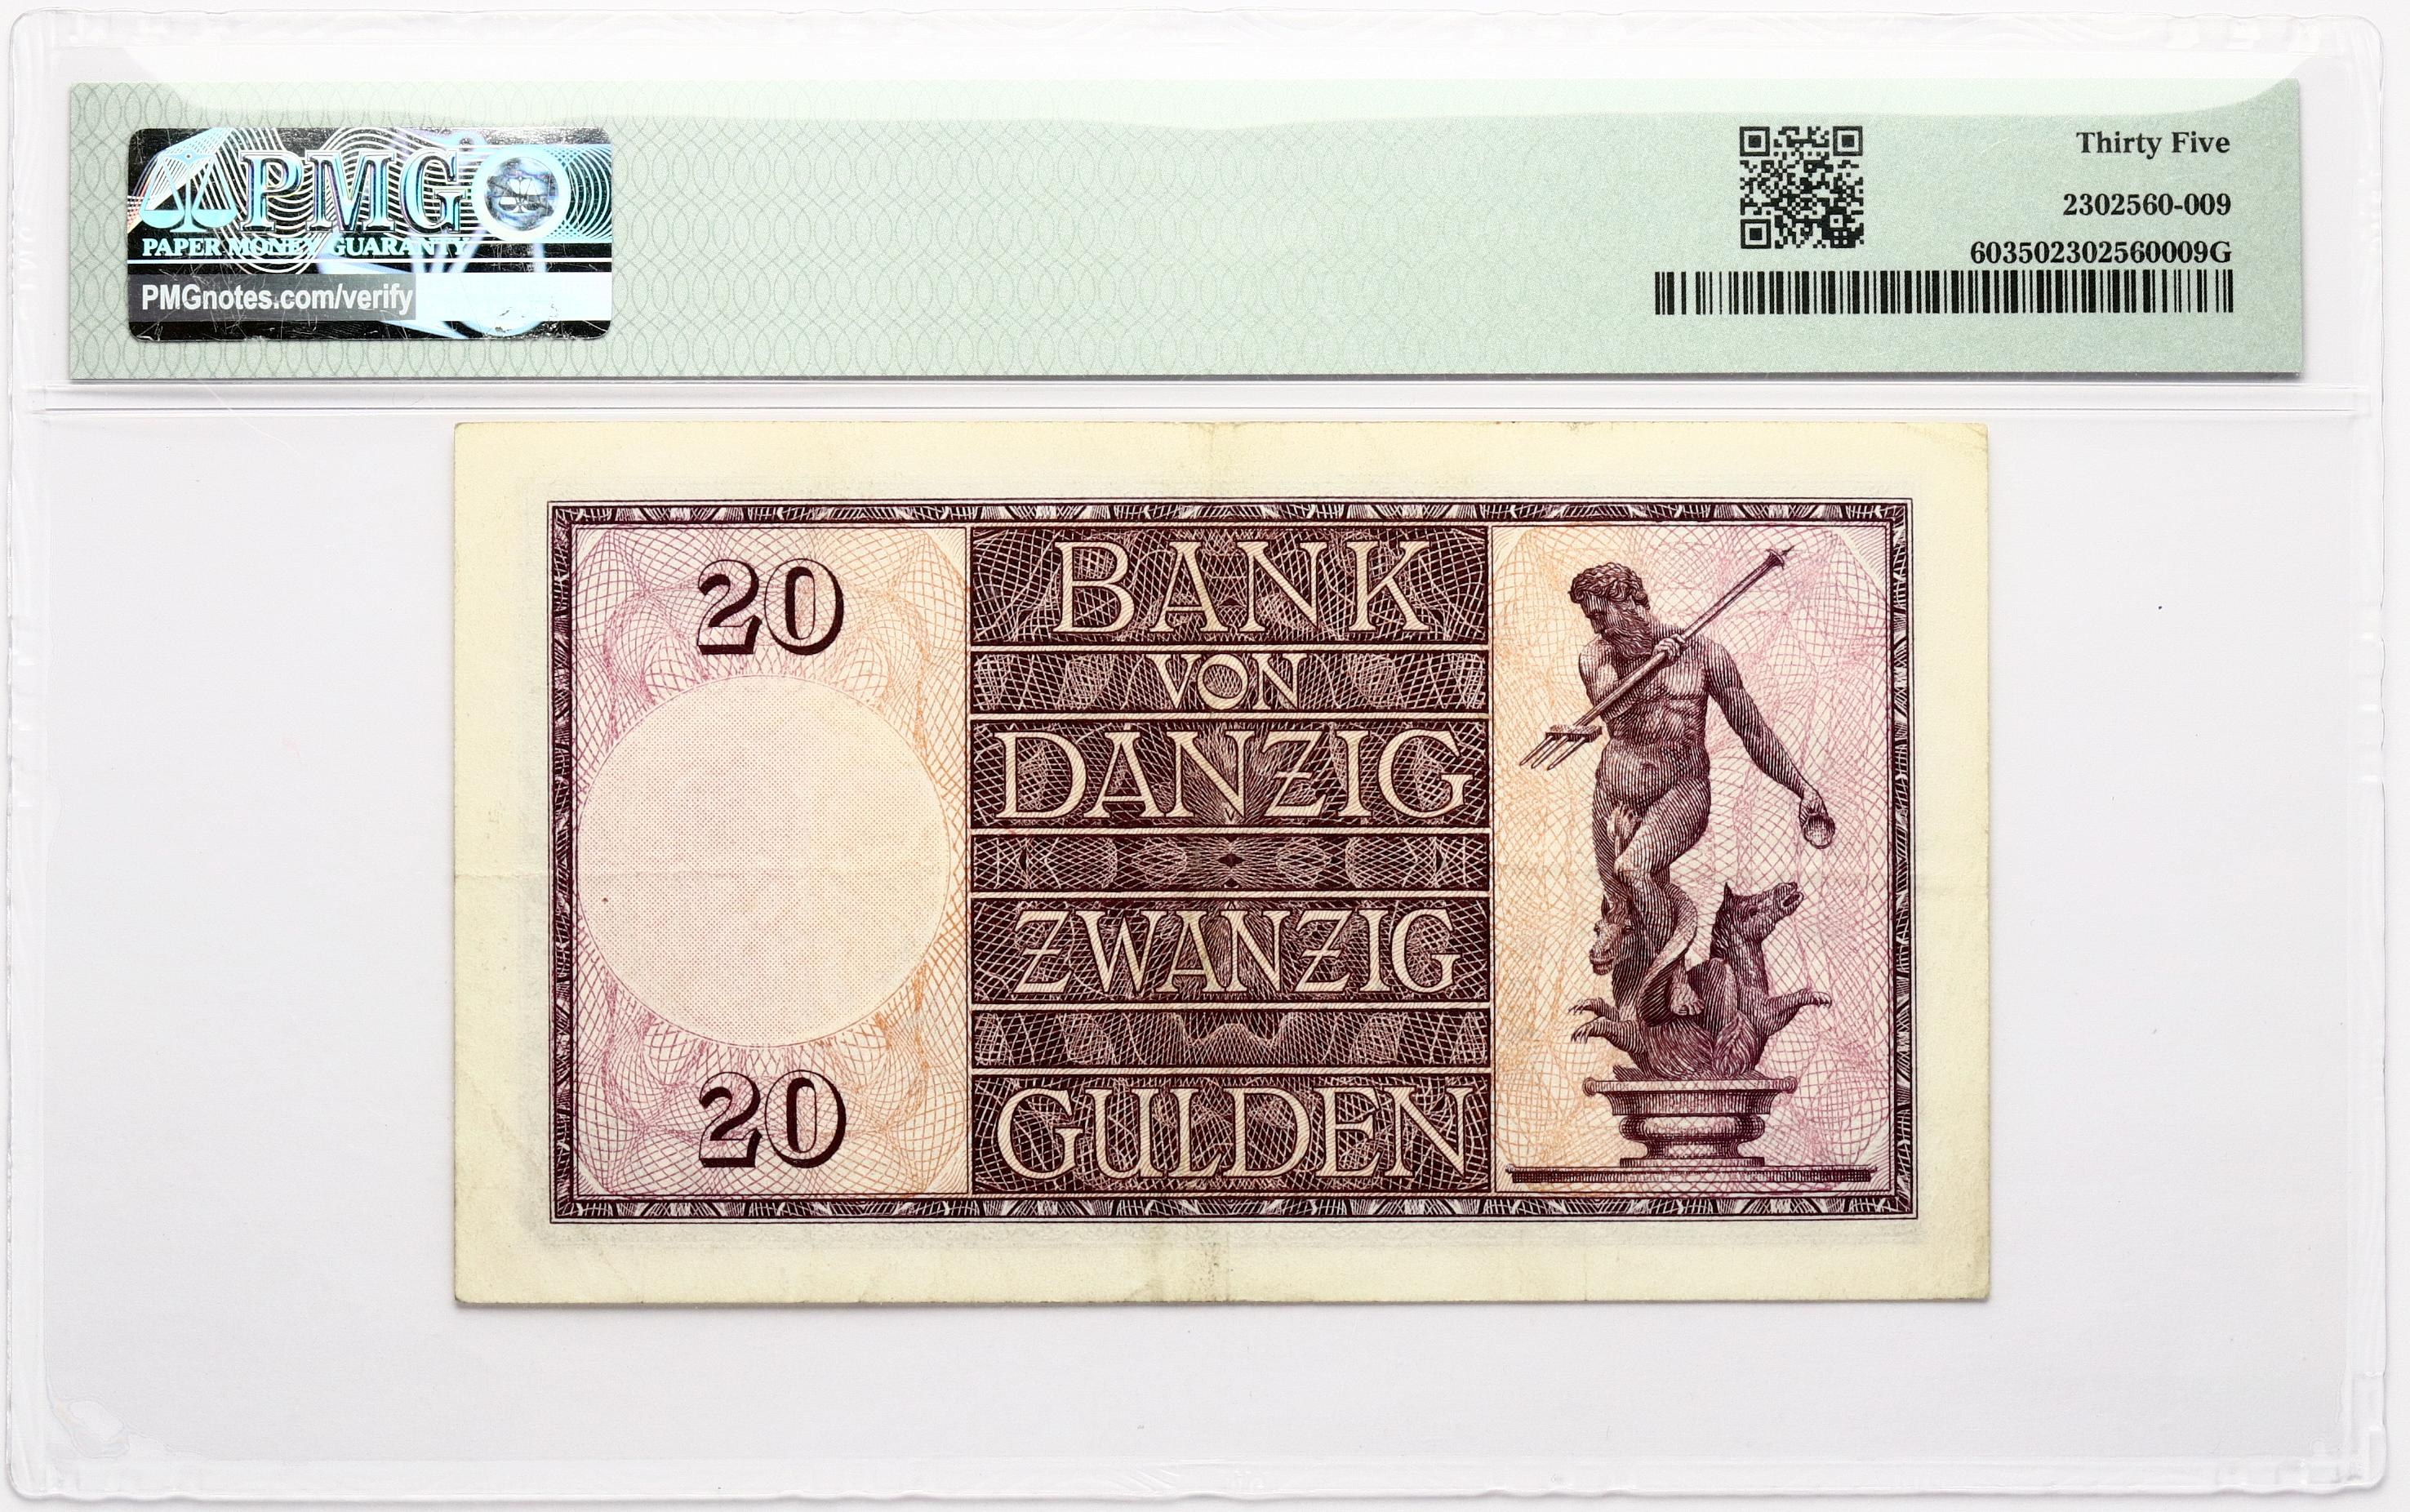 PMG
PAPER MONEY GUARANTY
PMGnotes.com/verify
Thirty Five
2302560-009
603502302560009G
20
BANK
VON
DANZIG
ZWANZIG
GULDEN
20